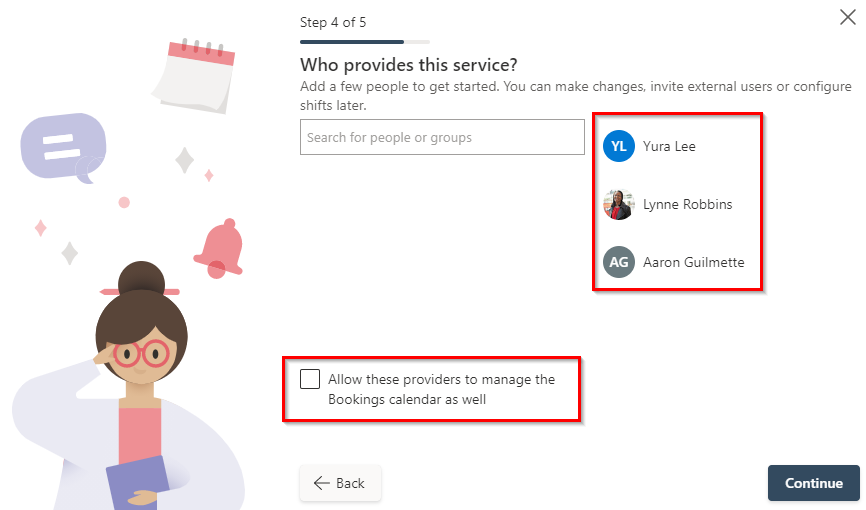 Step 4 of 5
Who provides this service?
Add a few people to get started. You can make changes, invite external users or configure
shifts later.
Search for people or groups
YL Yura Lee
Lynne Robbins
AG Aaron Guilmette
Allow these providers to manage the
Bookings calendar as well
Back
Continue